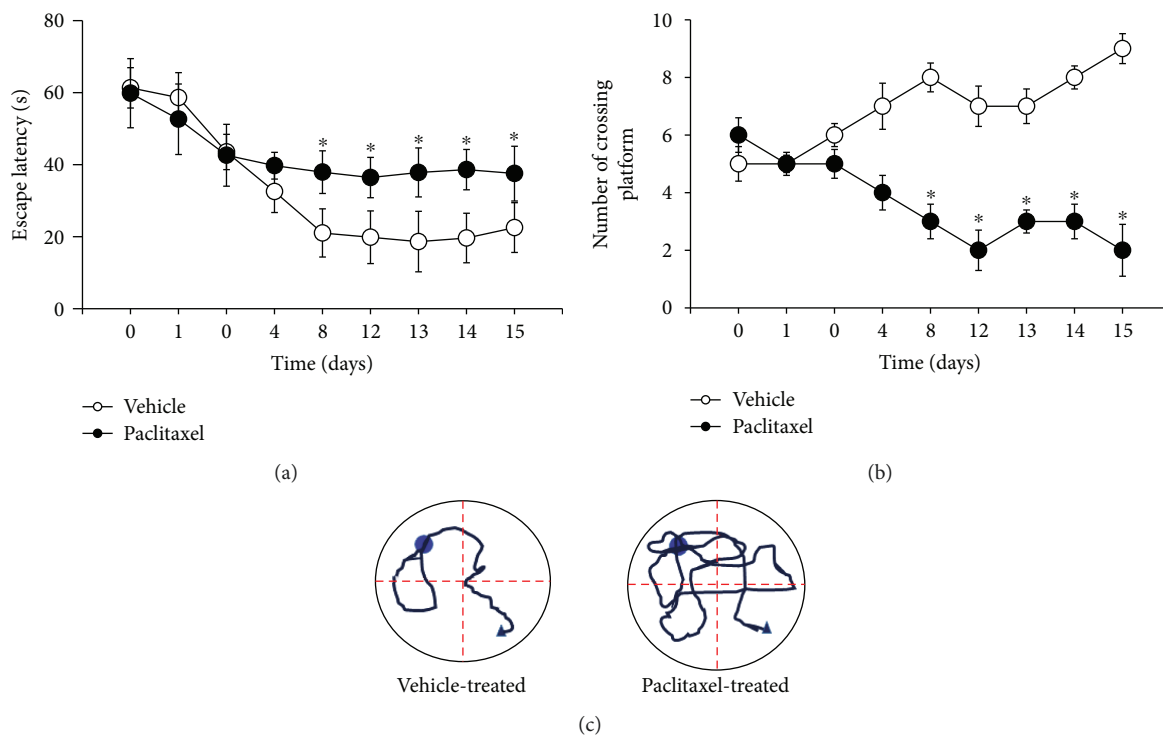 80
60
40
20
0
Escape latency (s)
* * * * *
0 1 0 4 8 12 13 14 15
Time (days)
Vehicle
Paclitaxel
(a)
10
8
6
4
2
0
Number of crossing
platform
* * * * *
0 1 0 4 8 12 13 14 15
Time (days)
Vehicle
Paclitaxel
(b)
Vehicle-treated
Paclitaxel-treated
(c)